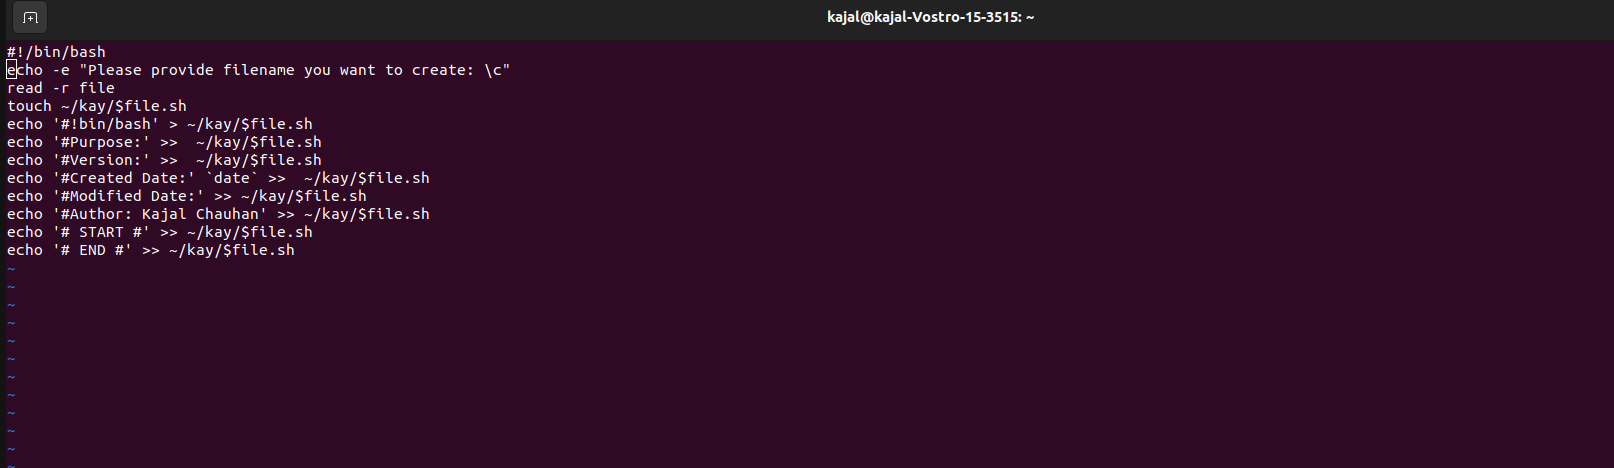 kajal@kajal-Vostro-15-3515: ~
#!/bin/bash
echo -e "Please provide filename you want to create: \c"
read -r file
touch ~/kay/$file.sh
echo '#!bin/bash' > ~/kay/$file.sh
echo '#Purpose:' >>  ~/kay/$file.sh
echo '#Version:' >>  ~/kay/$file.sh
echo '#Created Date:' `date` >>  ~/kay/$file.sh
echo '#Modified Date:' >> ~/kay/$file.sh
echo '#Author: Kajal Chauhan' >> ~/kay/$file.sh
echo '# START #' >> ~/kay/$file.sh
echo '# END #' >> ~/kay/$file.sh
~
~
~
~
~
~
~
~
~
~
~
~